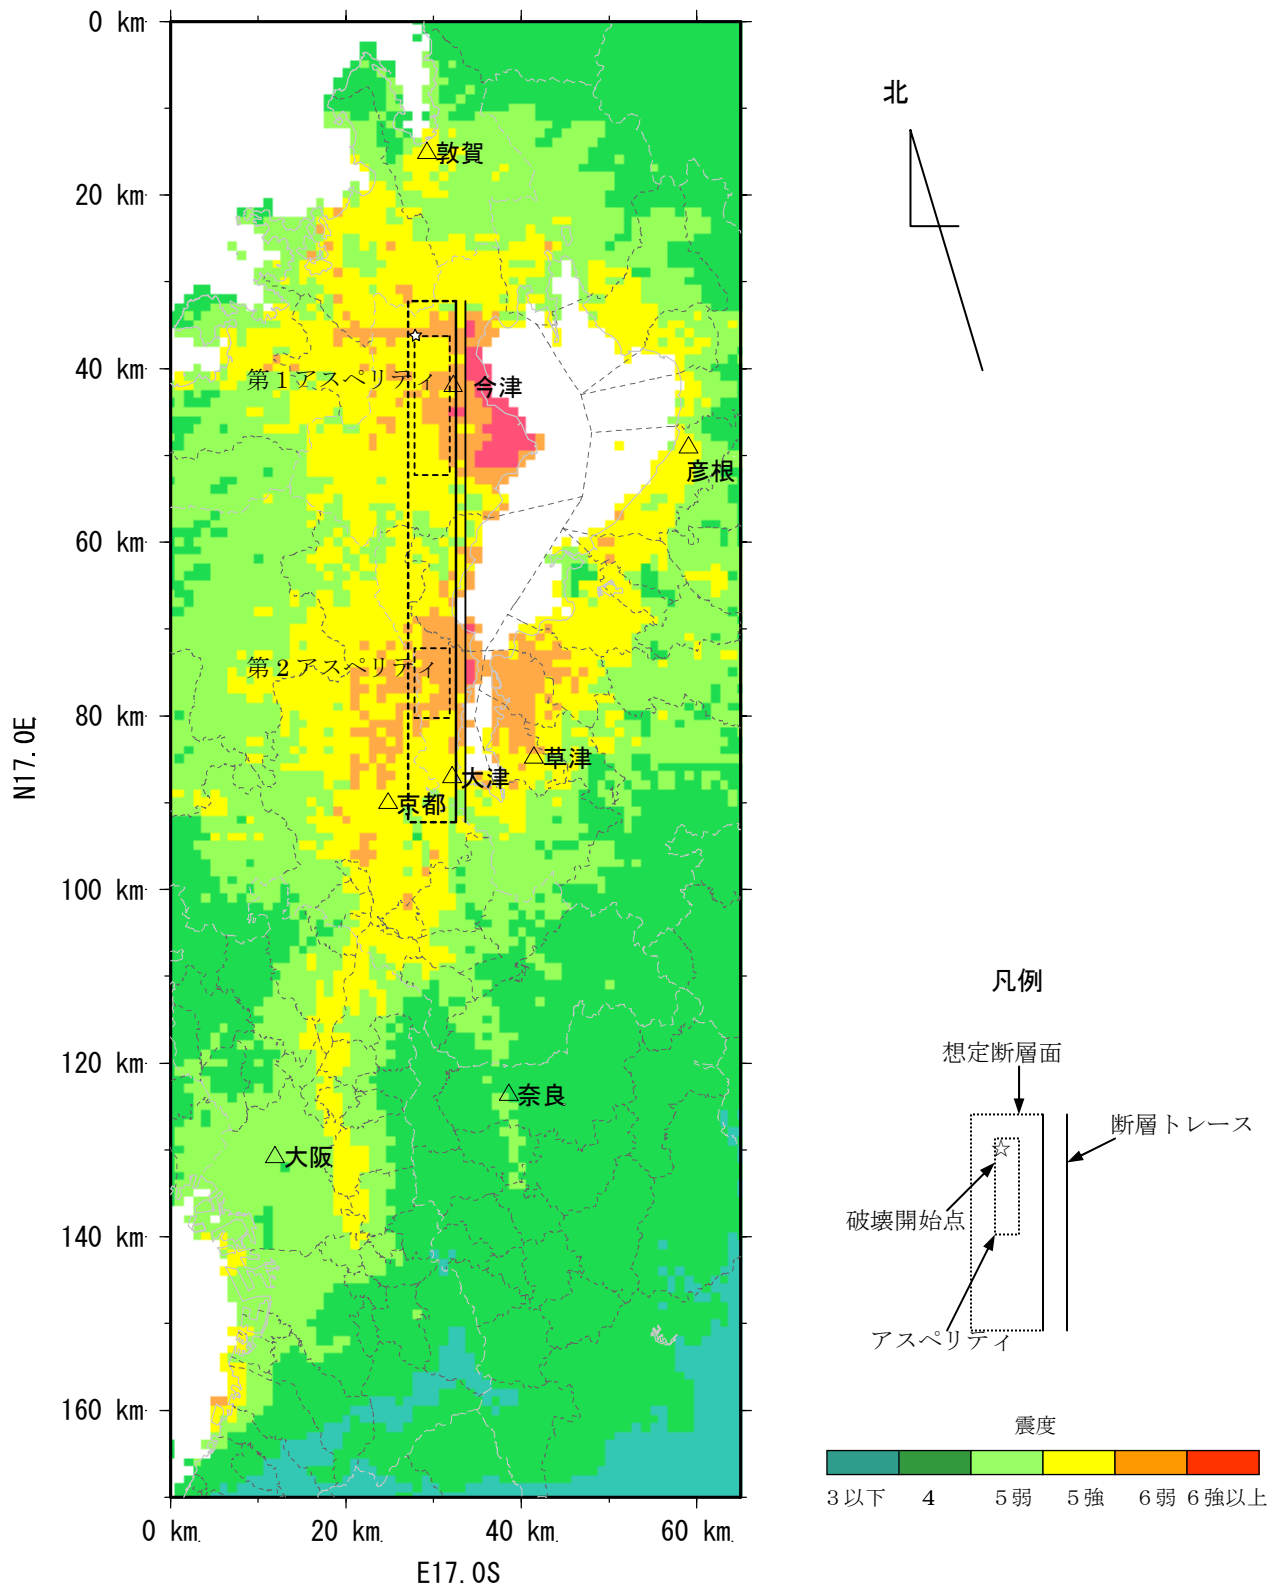 0 km
20 km
40 km
60 km
80 km
100 km
120 km
140 km
160 km
N17.0E
0 km
20 km
40 km
60 km
E17.0S
敦賀
第１アスペリティ
今津
彦根
第２アスペリティ
草津
大津
京都
奈良
大阪
北
凡例
想定断層面
断層トレース
破壊開始点
アスペリティ
震度
３以下 4 ５弱 ５強 ６弱 ６強以上